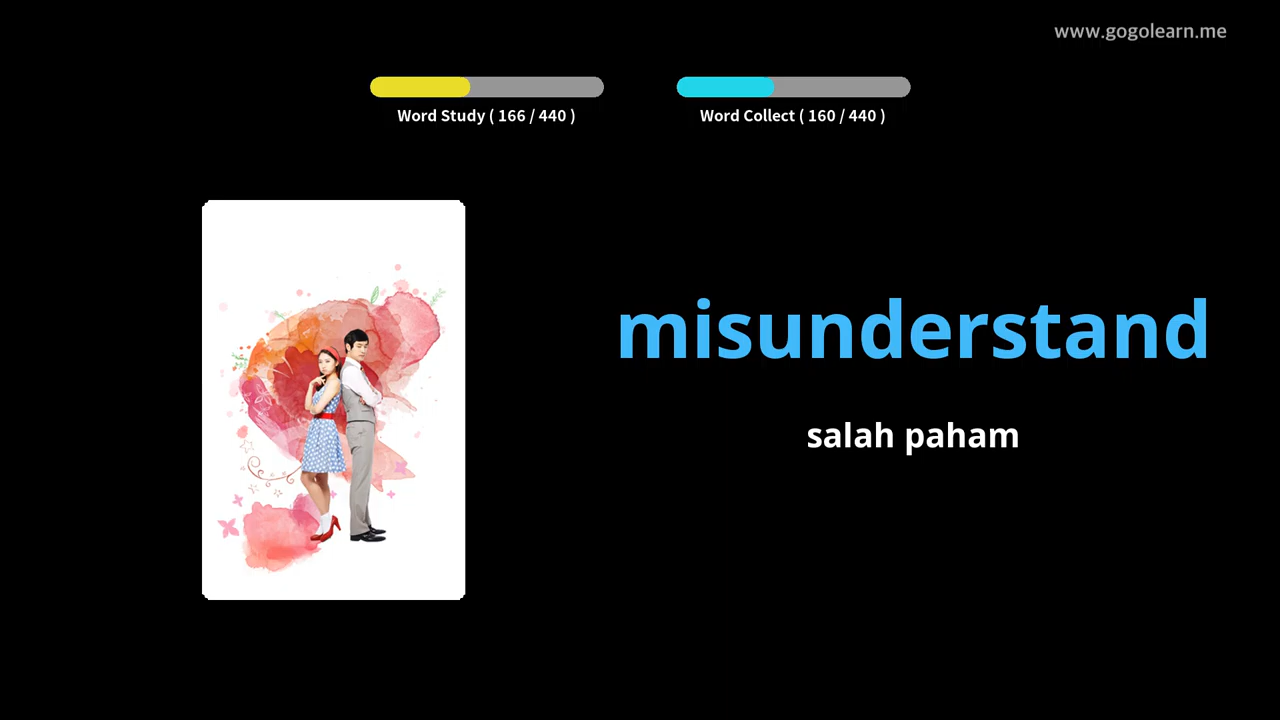 www.gogolearn.me
Word Study ( 166 / 440 )
Word Collect ( 160 / 440 )
misunderstand
salah paham